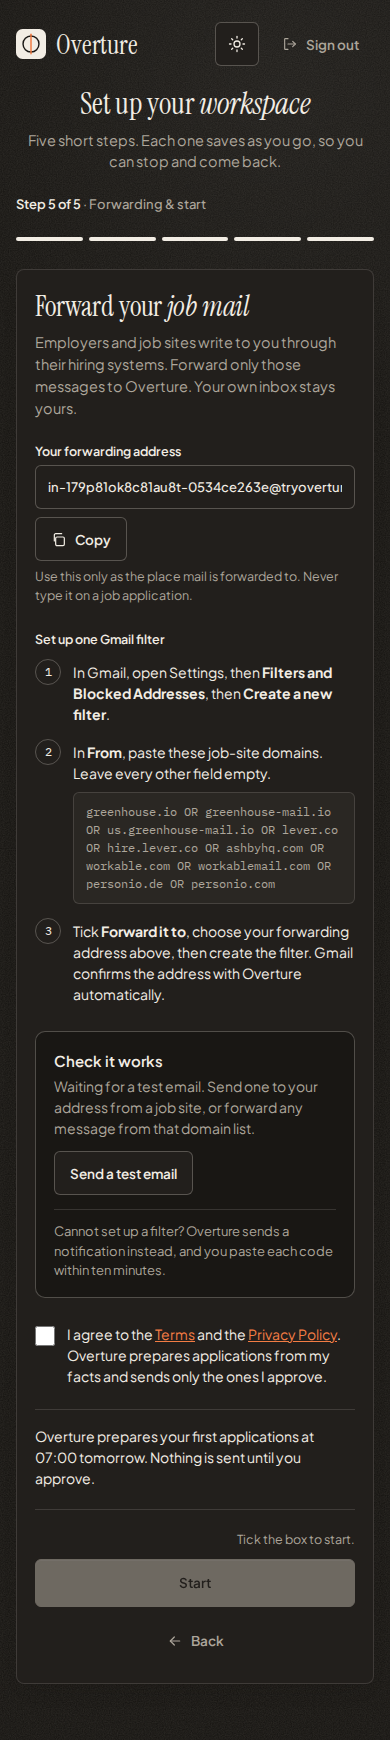 Overture
Sign out
Set up your workspace
Five short steps. Each one saves as you go, so you
can stop and come back.
Step 5 of 5 · Forwarding & start
Forward your job mail
Employers and job sites write to you through
their hiring systems. Forward only those
messages to Overture. Your own inbox stays
yours.
Your forwarding address
in-179p81ok8c81au8t-0534ce263e@tryovertur
Copy
Use this only as the place mail is forwarded to. Never
type it on a job application.
Set up one Gmail filter
1
In Gmail, open Settings, then Filters and
Blocked Addresses, then Create a new
filter.
2
In From, paste these job-site domains.
Leave every other field empty.
greenhouse.io OR greenhouse-mail.io
OR us.greenhouse-mail.io OR lever.co
OR hire.lever.co OR ashbyhq.com OR
workable.com OR workablemail.com OR
personio.de OR personio.com
3
Tick Forward it to, choose your forwarding
address above, then create the filter. Gmail
confirms the address with Overture
automatically.
Check it works
Waiting for a test email. Send one to your
address from a job site, or forward any
message from that domain list.
Send a test email
Cannot set up a filter? Overture sends a
notification instead, and you paste each code
within ten minutes.
I agree to the Terms and the Privacy Policy.
Overture prepares applications from my
facts and sends only the ones I approve.
Overture prepares your first applications at
07:00 tomorrow. Nothing is sent until you
approve.
Tick the box to start.
Start
Back